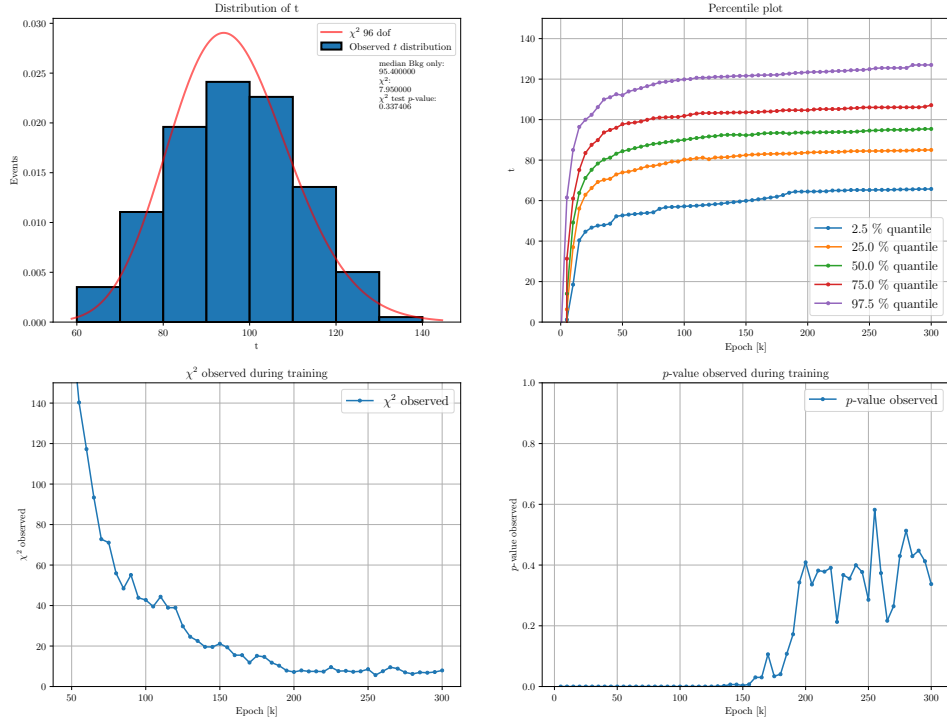 Distribution of t
0.030
0.025
0.020
0.015
0.010
0.005
0.000
Events
60
80
100
120
140
t
χ² 96 dof
Observed t distribution
median Bkg only:
95.400000
χ²:
7.950000
χ² test p-value:
0.337406
Percentile plot
140
120
100
80
60
40
20
0
t
0
50
100
150
200
250
300
Epoch [k]
2.5 % quantile
25.0 % quantile
50.0 % quantile
75.0 % quantile
97.5 % quantile
χ² observed during training
140
120
100
80
60
40
20
0
χ² observed
50
100
150
200
250
300
Epoch [k]
χ² observed
p-value observed during training
1.0
0.8
0.6
0.4
0.2
0.0
p-value observed
0
50
100
150
200
250
300
Epoch [k]
p-value observed